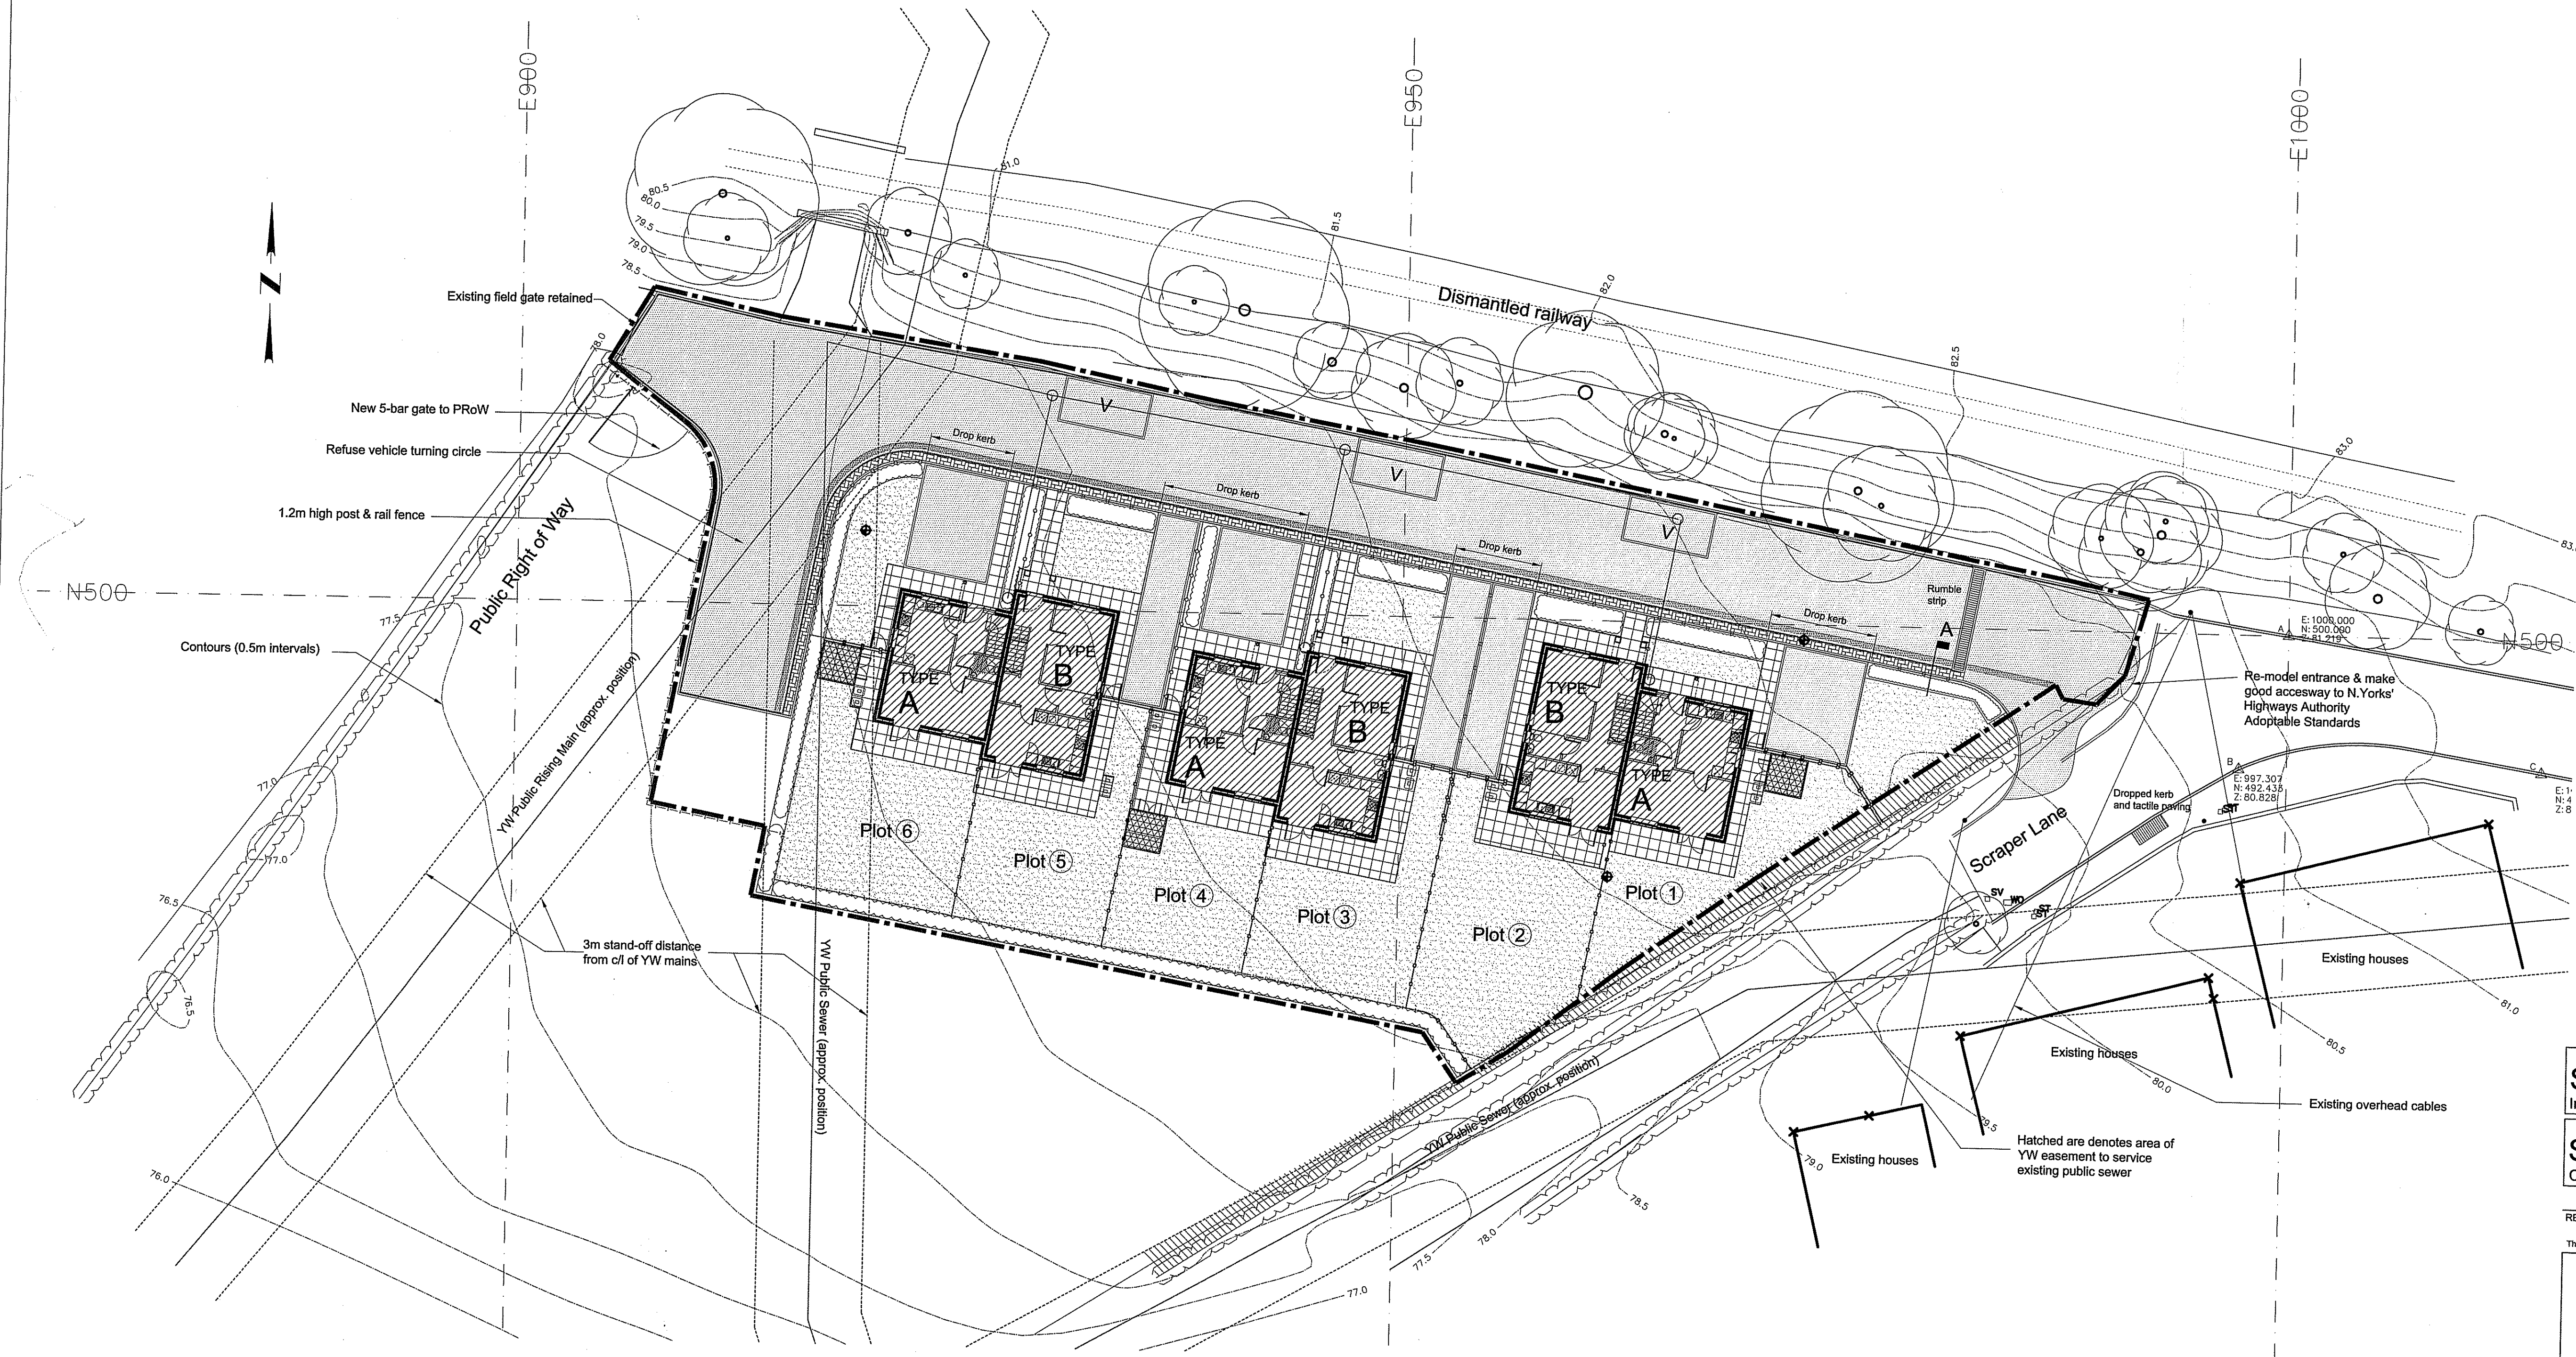 E900
E950
E1000
N
81.0
80.5
80.0
79.5
79.0
78.5
81.5
82.0
82.5
83.0
Dismantled railway
Existing field gate retained
78.0
New 5-bar gate to PRoW
Refuse vehicle turning circle
1.2m high post & rail fence
Public Right of Way
N500
77.5
Contours (0.5m intervals)
V
V
V
Drop kerb
Drop kerb
Drop kerb
Drop kerb
Rumble
strip
A
A
E: 1000.000
N: 500.000
Z: 81.219
N500
Re-model entrance & make
good accesway to N.Yorks'
Highways Authority
Adoptable Standards
TYPE
A
TYPE
B
TYPE
A
TYPE
B
TYPE
B
TYPE
A
YW Public Rising Main (approx. position)
77.0
77.0
76.5
76.5
76.0
Plot 6
Plot 5
Plot 4
Plot 3
Plot 2
Plot 1
B
E: 997.307
N: 492.433
Z: 80.828
C
Dropped kerb
and tactile paving
Scraper Lane
SV
WO
ST
3m stand-off distance
from c/l of YW mains
YW Public Sewer (approx. position)
YW Public Sewer (approx. position)
Existing houses
Existing houses
Existing houses
81.0
80.5
80.0
79.5
79.0
78.5
78.0
77.5
77.0
Existing overhead cables
Hatched are denotes area of
YW easement to service
existing public sewer